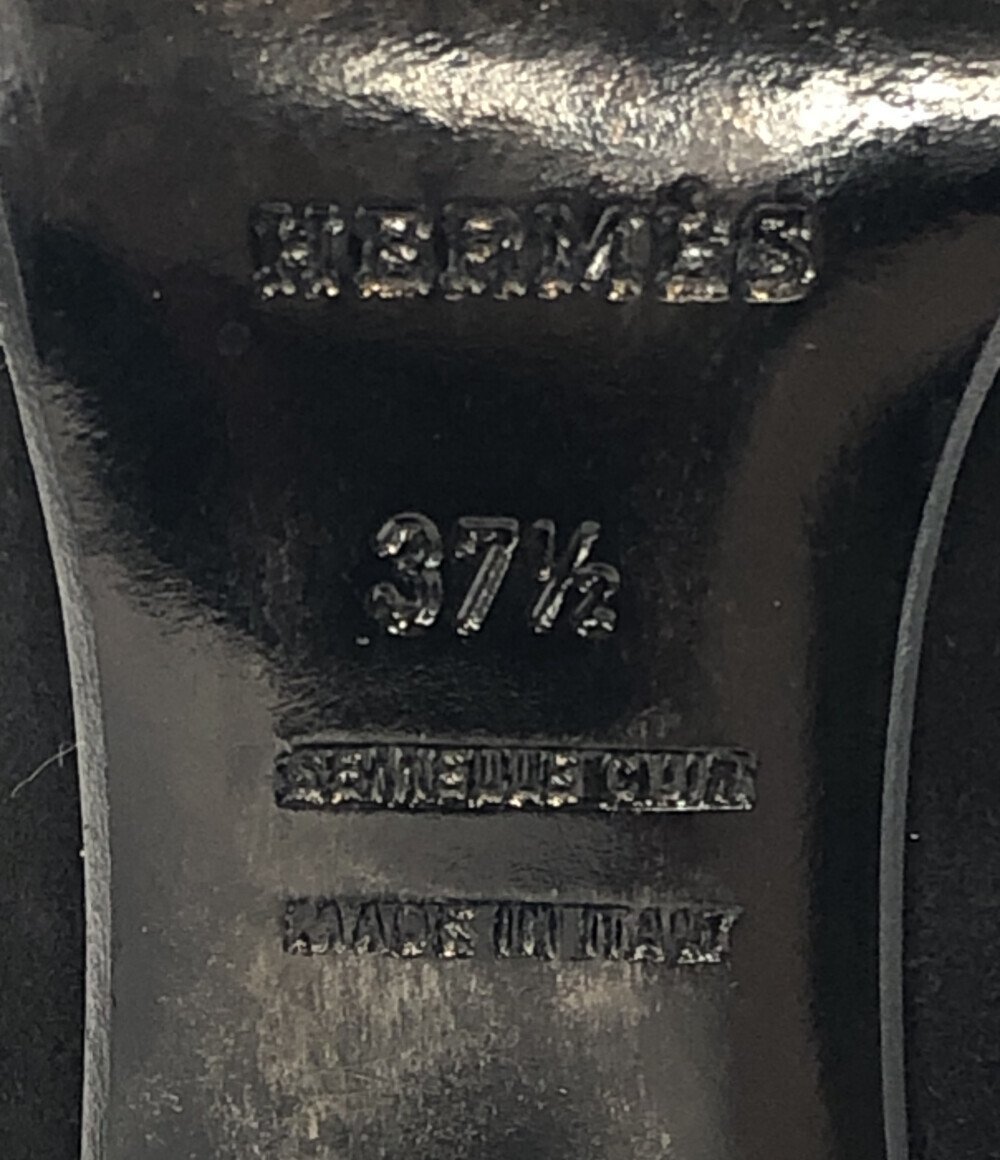 HERMÈS
37½
SEMELLE CUIR
MADE IN ITALY